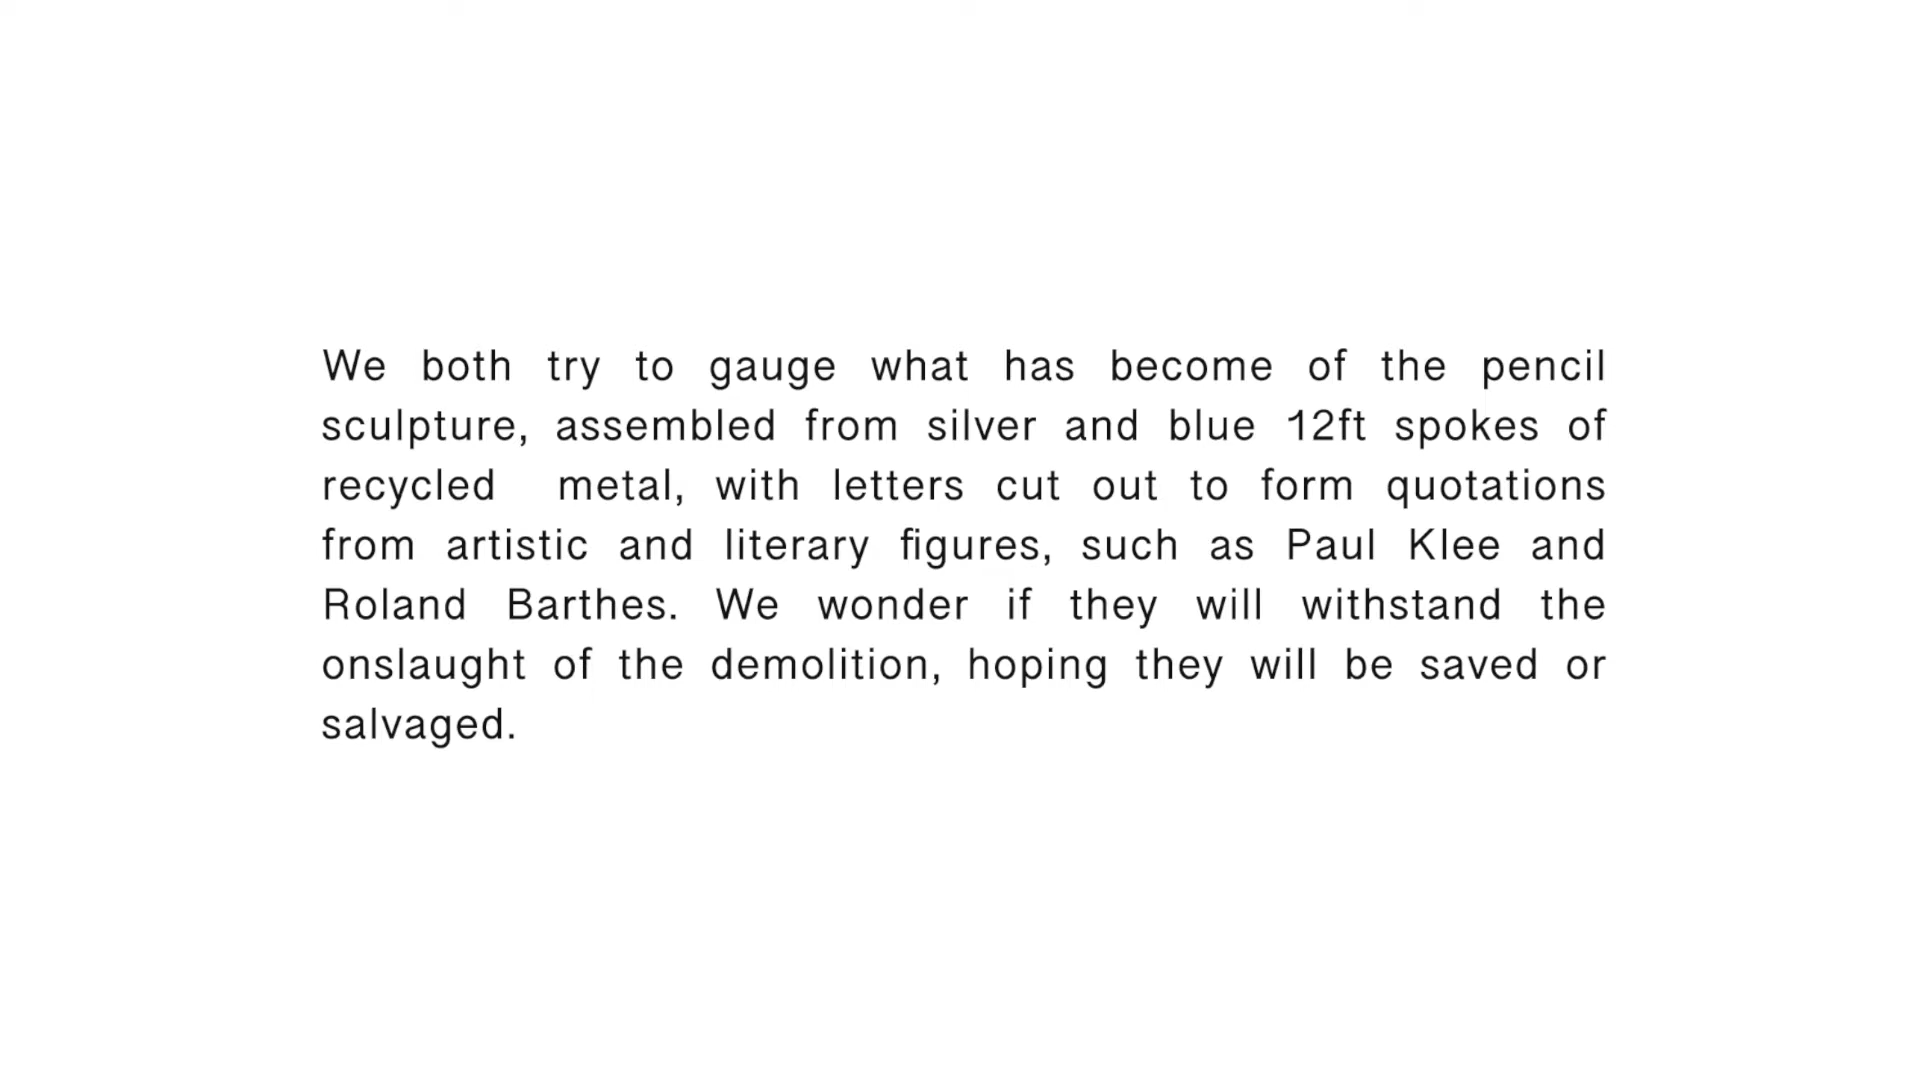 We both try to gauge what has become of the pencil
sculpture, assembled from silver and blue 12ft spokes of
recycled metal, with letters cut out to form quotations
from artistic and literary figures, such as Paul Klee and
Roland Barthes. We wonder if they will withstand the
onslaught of the demolition, hoping they will be saved or
salvaged.